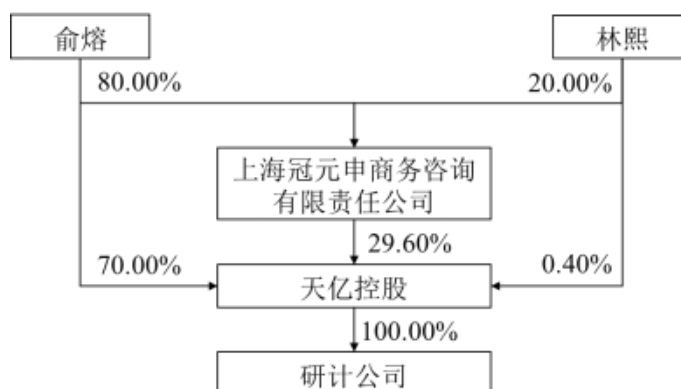 俞熔
林熙
80.00%
20.00%
上海冠元申商务咨询
有限责任公司
29.60%
70.00%
0.40%
天亿控股
100.00%
研计公司